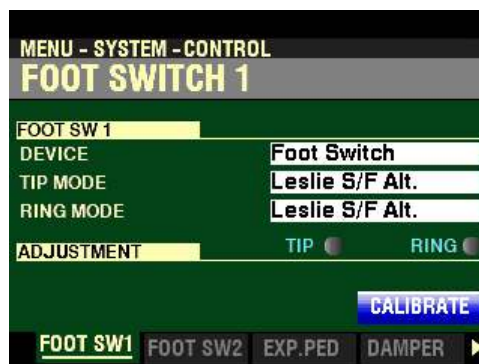 MENU - SYSTEM - CONTROL
FOOT SWITCH 1
FOOT SW 1
DEVICE Foot Switch
TIP MODE Leslie S/F Alt.
RING MODE Leslie S/F Alt.
ADJUSTMENT TIP RING
CALIBRATE
FOOT SW1 FOOT SW2 EXP.PED DAMPER